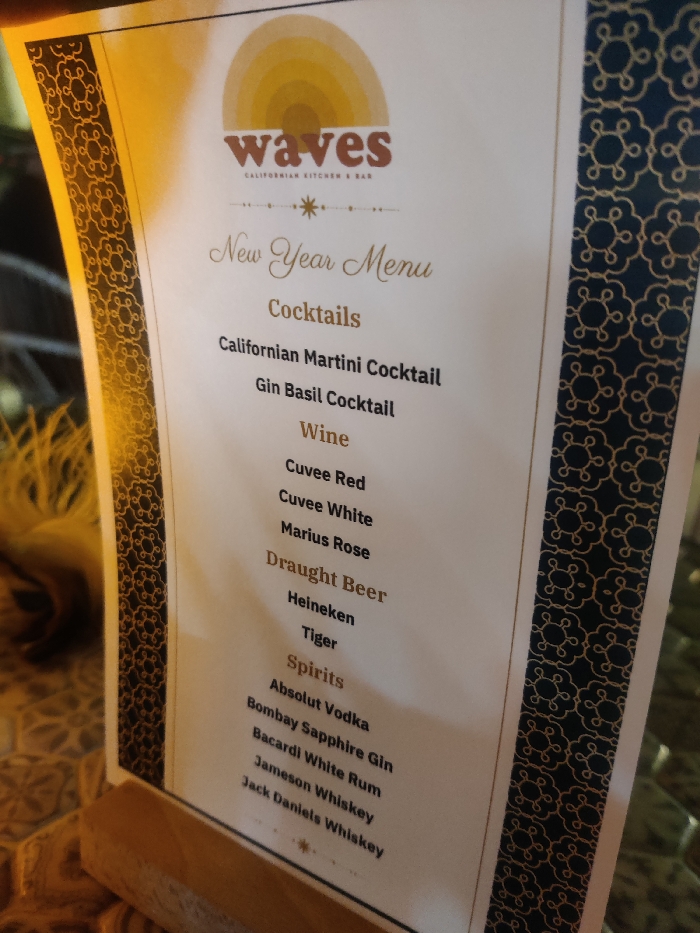 waves
CALIFORNIAN KITCHEN & BAR
New Year Menu
Cocktails
Californian Martini Cocktail
Gin Basil Cocktail
Wine
Cuvee Red
Cuvee White
Marius Rose
Draught Beer
Heineken
Tiger
Spirits
Absolut Vodka
Bombay Sapphire Gin
Bacardi White Rum
Jameson Whiskey
Jack Daniels Whiskey